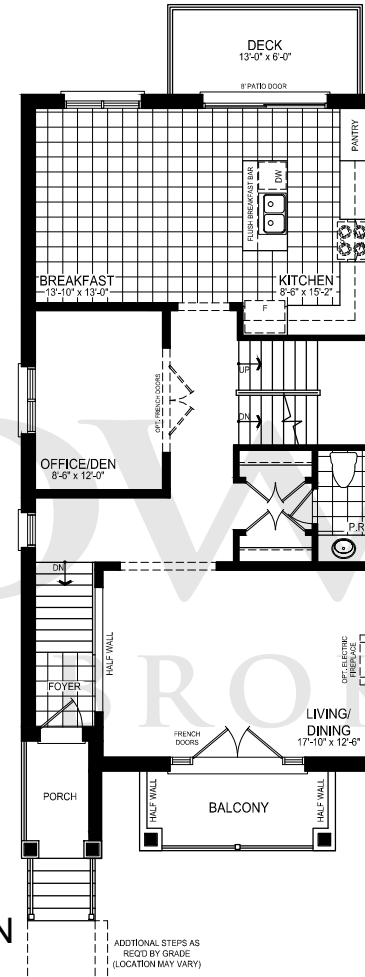 DECK
13'-0" x 6'-0"
8' PATIO DOOR
PANTRY
DW
FLUSH BREAKFAST BAR
BREAKFAST
13'-10" x 13'-0"
KITCHEN
8'-6" x 15'-2"
F
UP
OPT. FRENCH DOORS
DN
OFFICE/DEN
8'-6" x 12'-0"
P.R
DN
HALF WALL
OPT. ELECTRIC
FIREPLACE
FOYER
LIVING/
DINING
17'-10" x 12'-6"
FRENCH
DOORS
PORCH
HALF WALL
BALCONY
HALF WALL
N
ADDTIONAL STEPS AS
REQ'D BY GRADE
(LOCATION MAY VARY)
OW
BRON